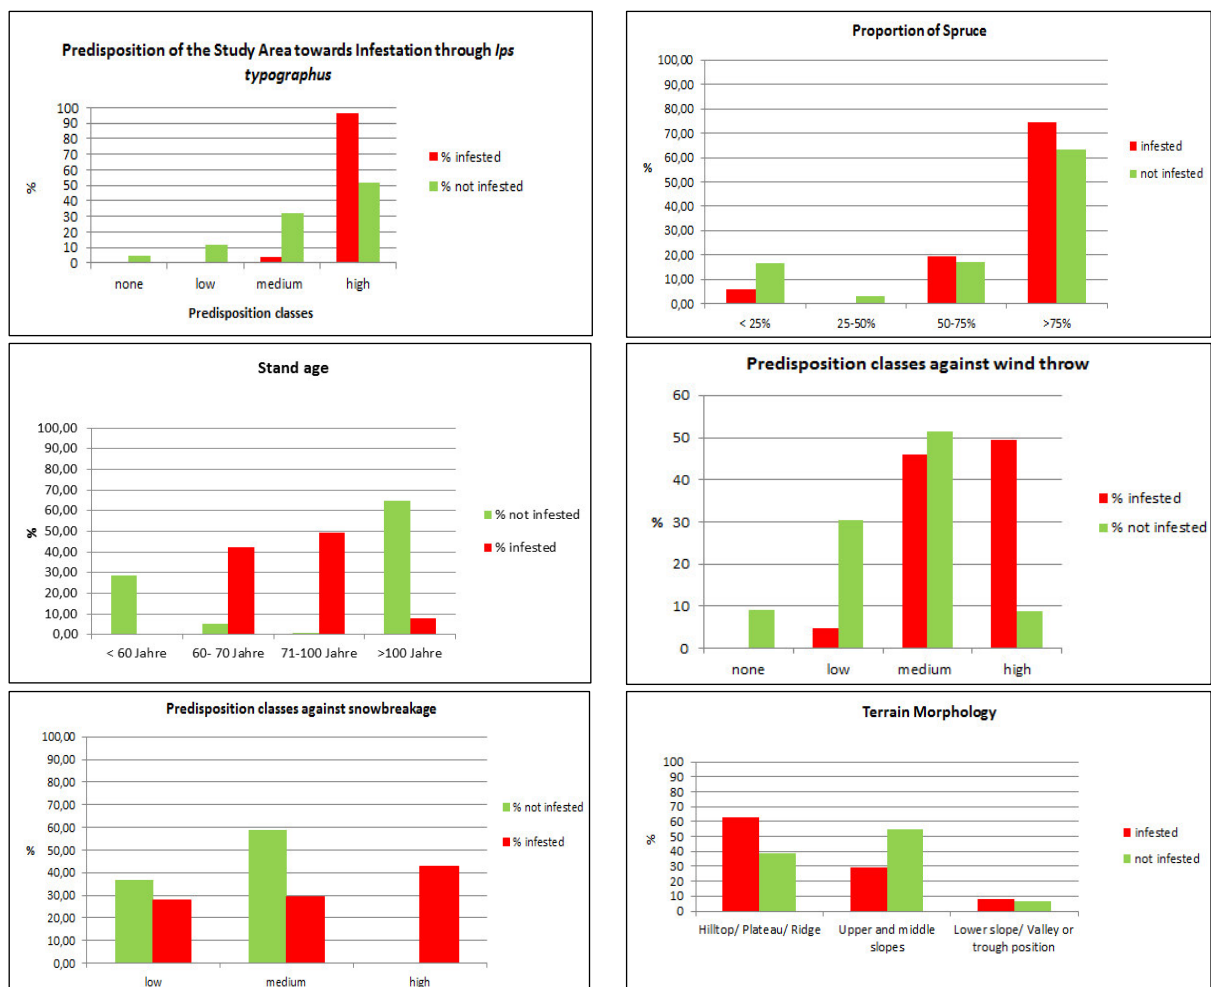 Predisposition of the Study Area towards Infestation through Ips
typographus
100
90
80
70
60
50
40
30
20
10
0
%
none
low
medium
high
Predisposition classes
% infested
% not infested
Proportion of Spruce
100,00
90,00
80,00
70,00
60,00
50,00
40,00
30,00
20,00
10,00
0,00
%
< 25%
25-50%
50-75%
>75%
infested
not infested
Stand age
100,00
90,00
80,00
70,00
60,00
50,00
40,00
30,00
20,00
10,00
0,00
%
< 60 Jahre
60- 70 Jahre
71-100 Jahre
>100 Jahre
% not infested
% infested
Predisposition classes against wind throw
60
50
40
30
20
10
0
%
none
low
medium
high
% infested
% not infested
Predisposition classes against snowbreakage
100,00
90,00
80,00
70,00
60,00
50,00
40,00
30,00
20,00
10,00
0,00
%
low
medium
high
% not infested
% infested
Terrain Morphology
100
90
80
70
60
50
40
30
20
10
0
%
Hilltop/ Plateau/ Ridge
Upper and middle
slopes
Lower slope/ Valley or
trough position
infested
not infested